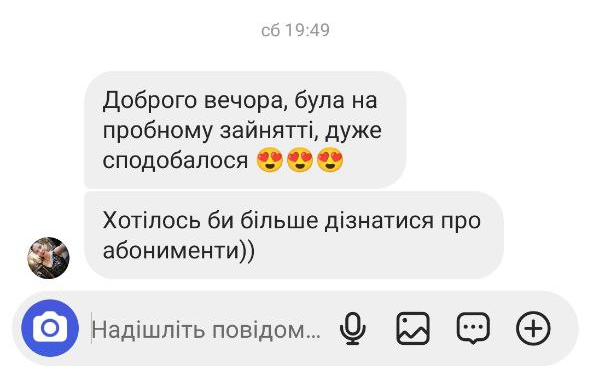 сб 19:49
Доброго вечора, була на
пробному зайнятті, дуже
сподобалося 😍😍😍
Хотілось би більше дізнатися про
абонименти))
Надішліть повідом...